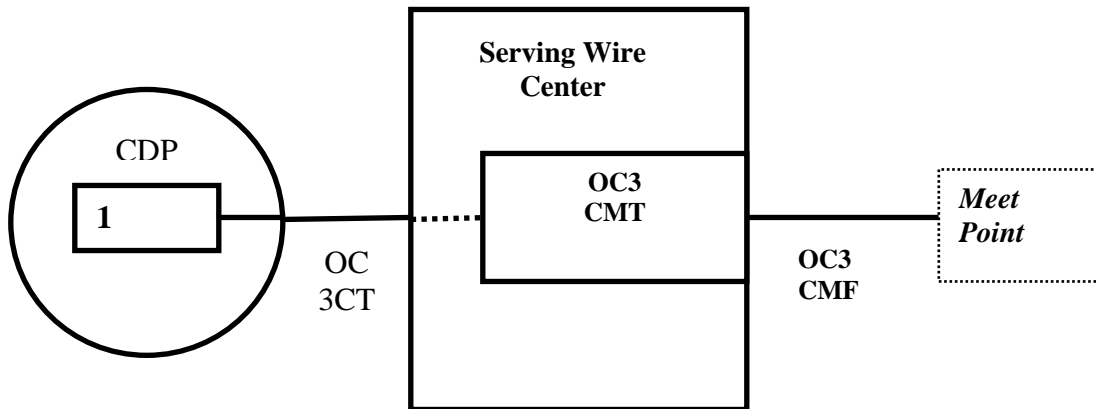 Serving Wire
Center
CDP
1
OC
3CT
OC3
CMT
OC3
CMF
Meet
Point